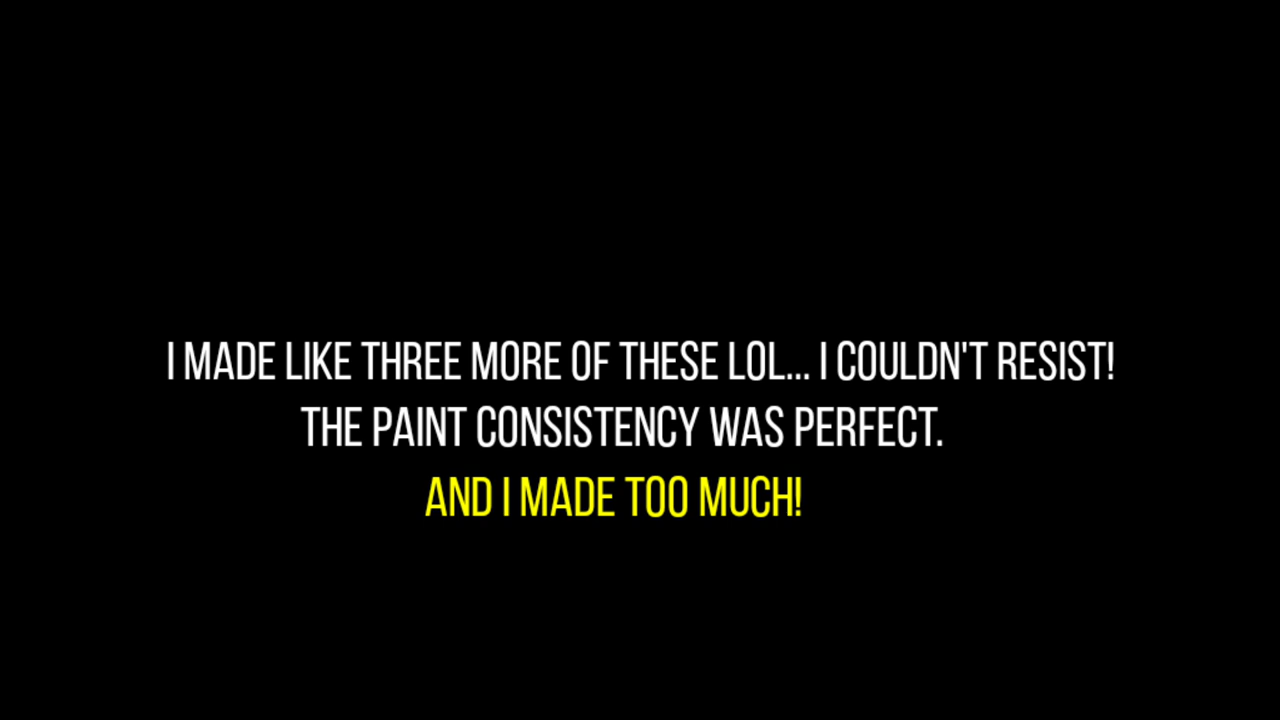 I MADE LIKE THREE MORE OF THESE LOL... I COULDN'T RESIST!
THE PAINT CONSISTENCY WAS PERFECT.
AND I MADE TOO MUCH!